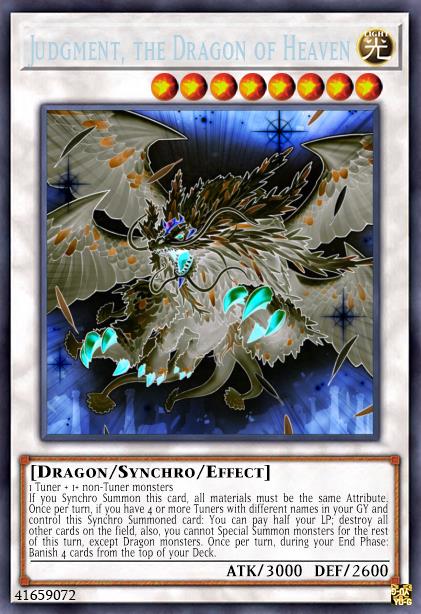 Judgment, the Dragon of Heaven
LIGHT
光
[Dragon/Synchro/Effect]
1 Tuner + 1+ non-Tuner monsters
If you Synchro Summon this card, all materials must be the same Attribute.
Once per turn, if you have 4 or more Tuners with different names in your GY and
control this Synchro Summoned card: You can pay half your LP; destroy all
other cards on the field, also, you cannot Special Summon monsters for the rest
of this turn, except Dragon monsters. Once per turn, during your End Phase:
Banish 4 cards from the top of your Deck.
ATK/3000 DEF/2600
41659072